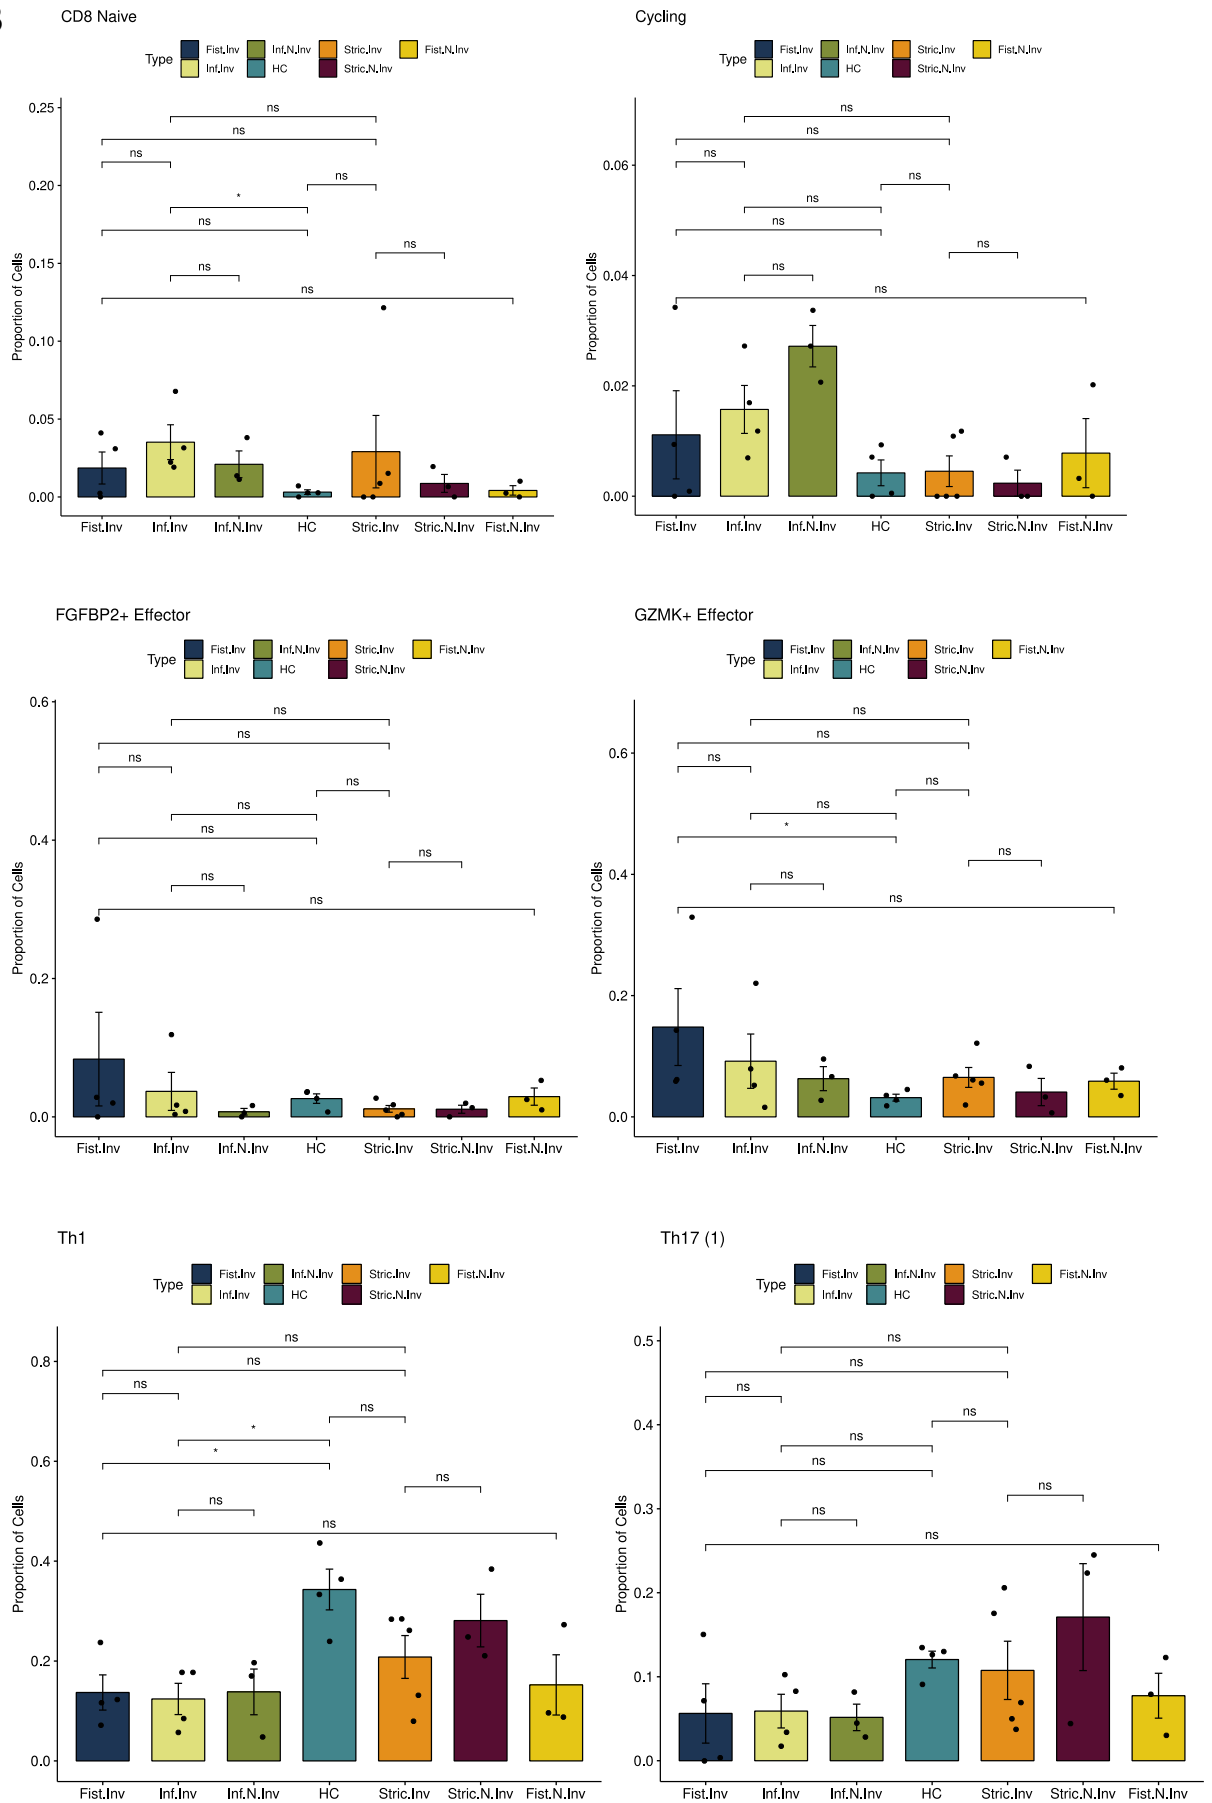 CD8 Naive
Type Fist.Inv Inf.N.Inv Stric.Inv Fist.N.Inv
Inf.Inv HC Stric.N.Inv
0.25
0.20
0.15
0.10
0.05
0.00
Proportion of Cells
ns
ns
ns
ns
*
ns
ns
ns
ns
Fist.Inv Inf.Inv Inf.N.Inv HC Stric.Inv Stric.N.Inv Fist.N.Inv
Cycling
Type Fist.Inv Inf.N.Inv Stric.Inv Fist.N.Inv
Inf.Inv HC Stric.N.Inv
0.06
0.04
0.02
0.00
Proportion of Cells
ns
ns
ns
ns
ns
ns
ns
ns
ns
Fist.Inv Inf.Inv Inf.N.Inv HC Stric.Inv Stric.N.Inv Fist.N.Inv
FGFBP2+ Effector
Type Fist.Inv Inf.N.Inv Stric.Inv Fist.N.Inv
Inf.Inv HC Stric.N.Inv
0.6
0.4
0.2
0.0
Proportion of Cells
ns
ns
ns
ns
ns
ns
ns
ns
ns
Fist.Inv Inf.Inv Inf.N.Inv HC Stric.Inv Stric.N.Inv Fist.N.Inv
GZMK+ Effector
Type Fist.Inv Inf.N.Inv Stric.Inv Fist.N.Inv
Inf.Inv HC Stric.N.Inv
0.6
0.4
0.2
0.0
Proportion of Cells
ns
ns
ns
ns
ns
*
ns
ns
ns
Fist.Inv Inf.Inv Inf.N.Inv HC Stric.Inv Stric.N.Inv Fist.N.Inv
Th1
Type Fist.Inv Inf.N.Inv Stric.Inv Fist.N.Inv
Inf.Inv HC Stric.N.Inv
0.8
0.6
0.4
0.2
0.0
Proportion of Cells
ns
ns
ns
ns
*
*
ns
ns
ns
Fist.Inv Inf.Inv Inf.N.Inv HC Stric.Inv Stric.N.Inv Fist.N.Inv
Th17 (1)
Type Fist.Inv Inf.N.Inv Stric.Inv Fist.N.Inv
Inf.Inv HC Stric.N.Inv
0.5
0.4
0.3
0.2
0.1
0.0
Proportion of Cells
ns
ns
ns
ns
ns
ns
ns
ns
ns
Fist.Inv Inf.Inv Inf.N.Inv HC Stric.Inv Stric.N.Inv Fist.N.Inv